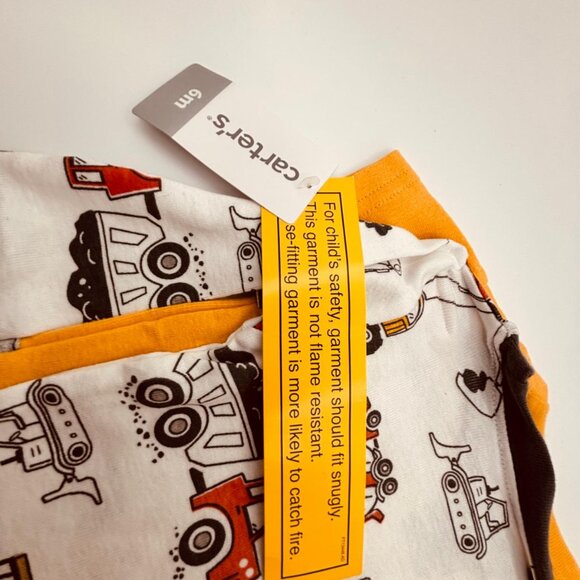 6m
carter's®
For child's safety, garment should fit snugly.
This garment is not flame resistant.
se-fitting garment is more likely to catch fire.